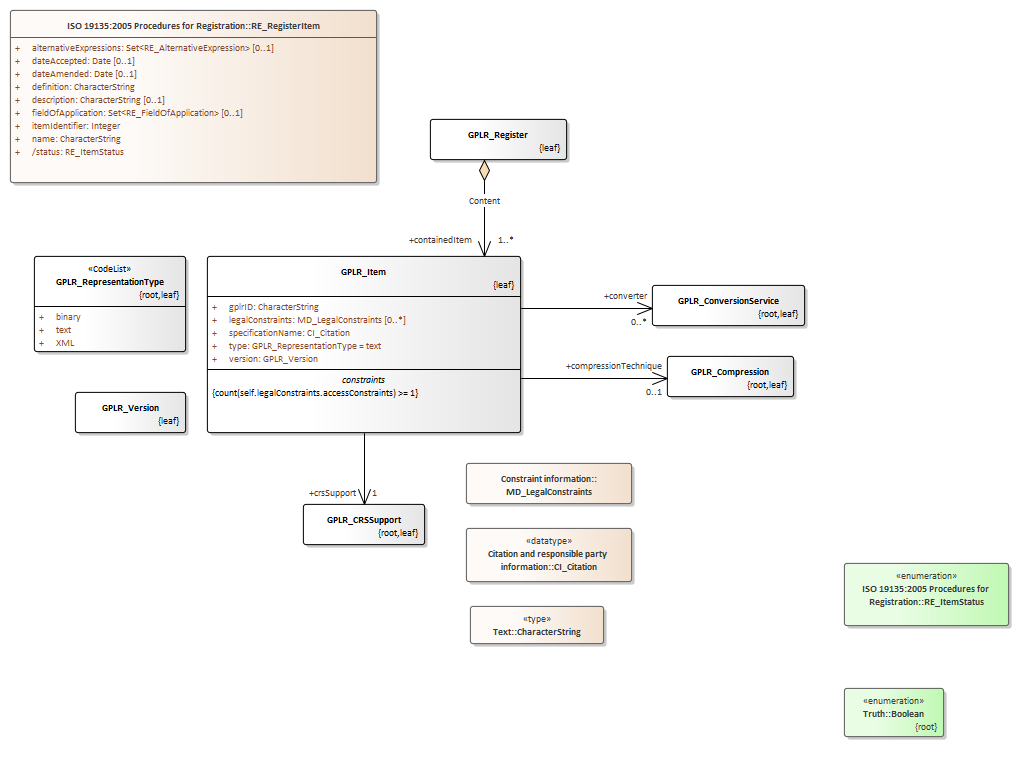 ISO 19135:2005 Procedures for Registration::RE_RegisterItem
+ alternativeExpressions: Set<RE_AlternativeExpression> [0..1]
+ dateAccepted: Date [0..1]
+ dateAmended: Date [0..1]
+ definition: CharacterString
+ description: CharacterString [0..1]
+ fieldOfApplication: Set<RE_FieldOfApplication> [0..1]
+ itemIdentifier: Integer
+ name: CharacterString
+ /status: RE_ItemStatus
GPLR_Register
{leaf}
Content
+containedItem 1..*
«CodeList»
GPLR_RepresentationType
{root,leaf}
+ binary
+ text
+ XML
GPLR_Item
{leaf}
+ gplrID: CharacterString
+ legalConstraints: MD_LegalConstraints [0..*]
+ specificationName: CI_Citation
+ type: GPLR_RepresentationType = text
+ version: GPLR_Version
constraints
{count(self.legalConstraints.accessConstraints) >= 1}
+converter
0..*
GPLR_ConversionService
{root,leaf}
+compressionTechnique
0..1
GPLR_Compression
{root,leaf}
GPLR_Version
{leaf}
+crsSupport 1
GPLR_CRSSupport
{root,leaf}
Constraint information::
MD_LegalConstraints
«datatype»
Citation and responsible party
information::CI_Citation
«type»
Text::CharacterString
«enumeration»
ISO 19135:2005 Procedures for
Registration::RE_ItemStatus
«enumeration»
Truth::Boolean
{root}